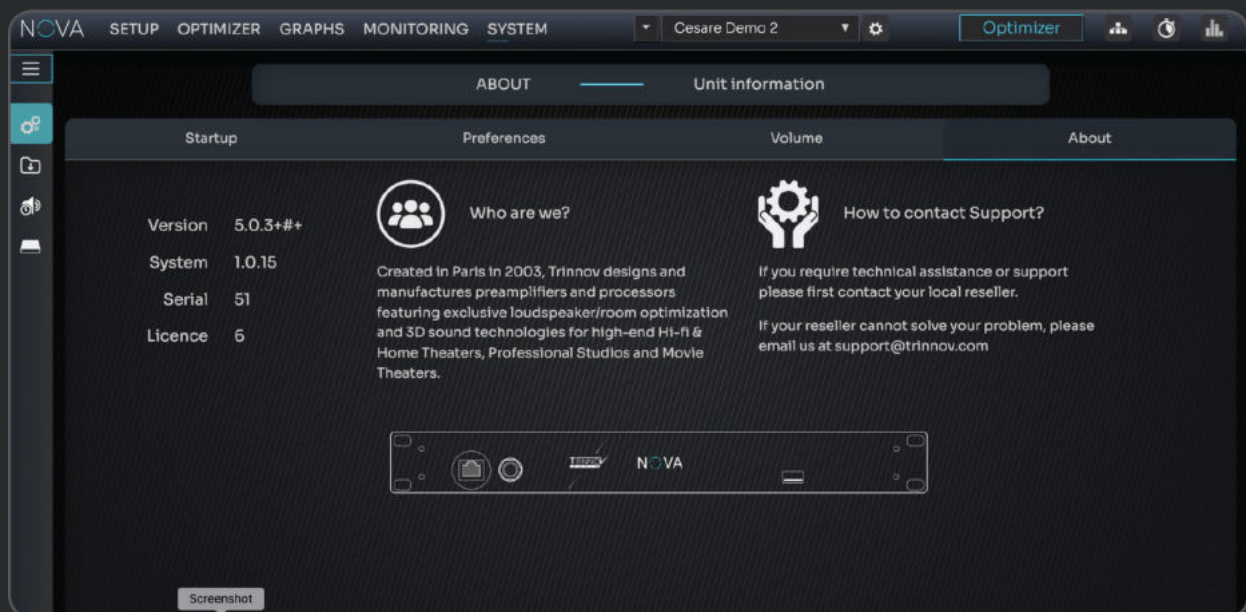 NOVA SETUP OPTIMIZER GRAPHS MONITORING SYSTEM Cesare Demo 2 Optimizer
ABOUT Unit information
Startup Preferences Volume About
Version 5.0.3+#+
System 1.0.15
Serial 51
Licence 6
Who are we?
Created in Paris in 2003, Trinnov designs and
manufactures preamplifiers and processors
featuring exclusive loudspeaker/room optimization
and 3D sound technologies for high-end Hi-fi &
Home Theaters, Professional Studios and Movie
Theaters.
How to contact Support?
If you require technical assistance or support
please first contact your local reseller.
If your reseller cannot solve your problem, please
email us at support@trinnov.com
TRINNOV NOVA
Screenshot